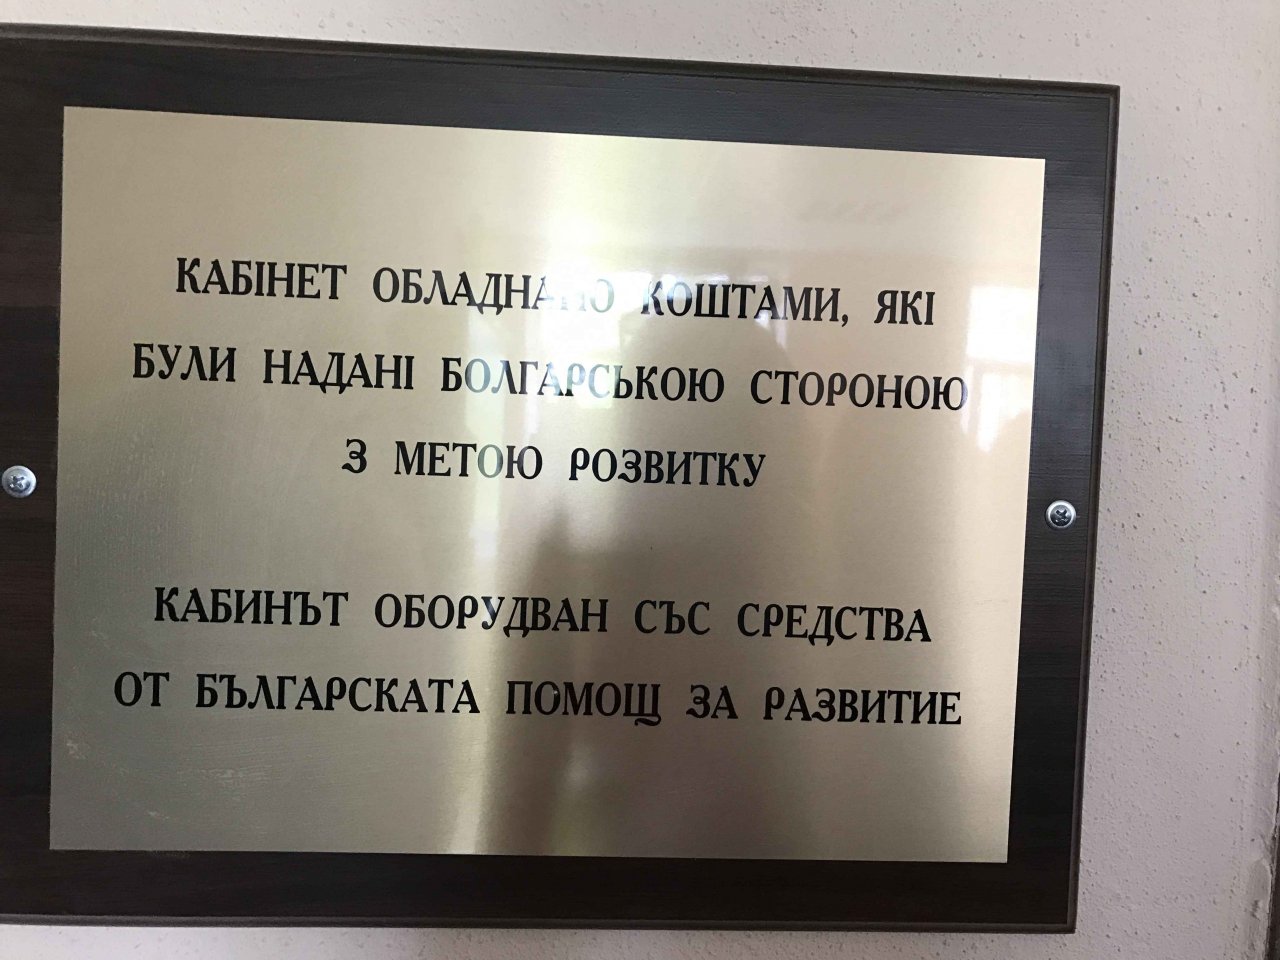 КАБІНЕТ ОБЛАДНАНО КОШТАМИ, ЯКІ
БУЛИ НАДАНІ БОЛГАРСЬКОЮ СТОРОНОЮ
З МЕТОЮ РОЗВИТКУ
КАБИНЪТ ОБОРУДВАН СЪС СРЕДСТВА
ОТ БЪЛГАРСКАТА ПОМОЩ ЗА РАЗВИТИЕ